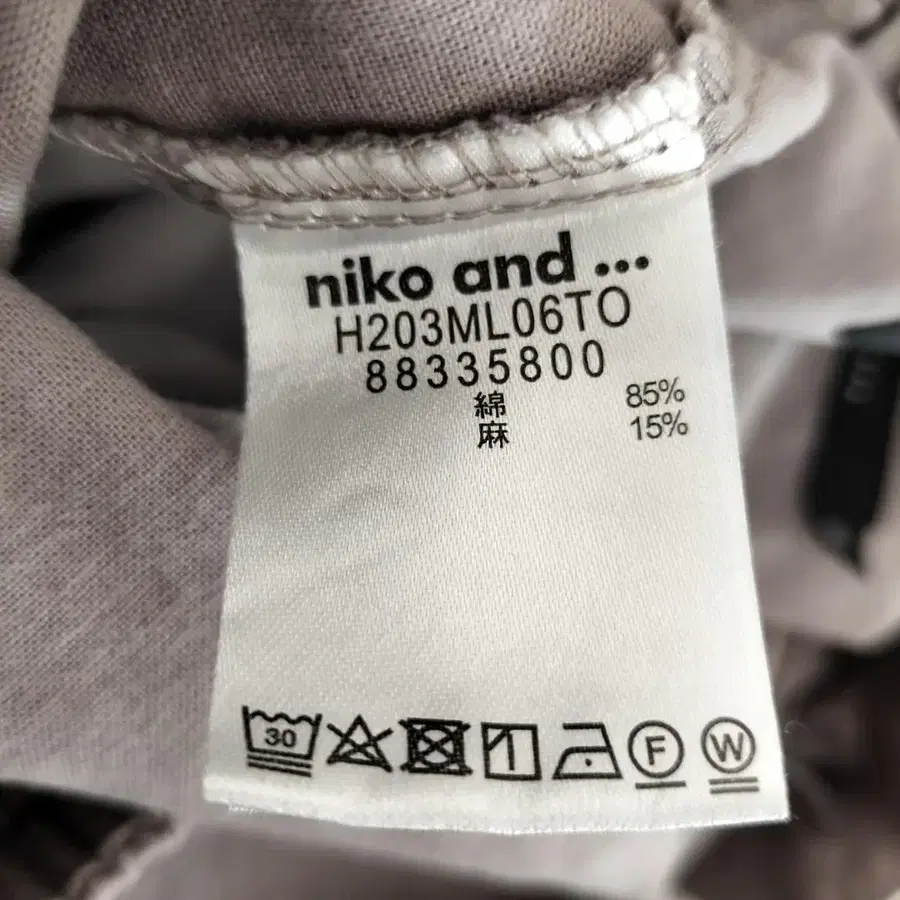 niko and ...
H203ML06TO
88335800
綿 85%
麻 15%
30 F W